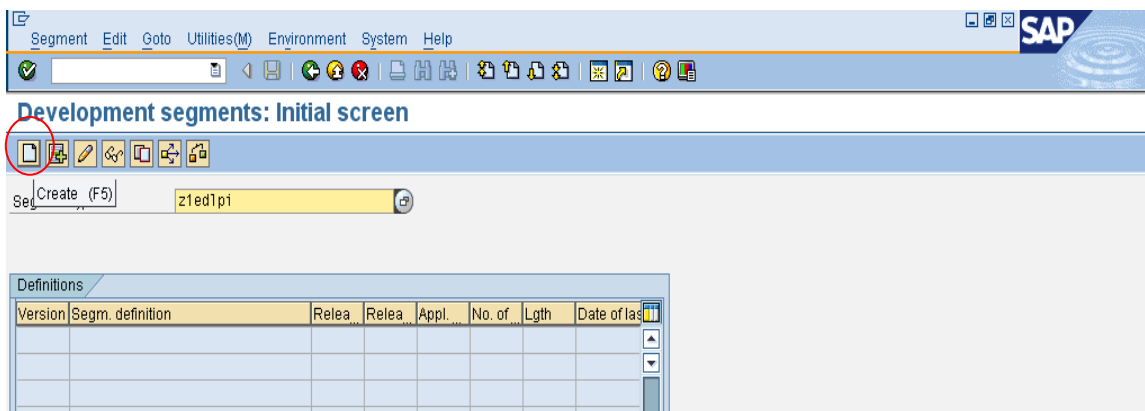 Segment Edit Goto Utilities(M) Environment System Help
SAP
Development segments: Initial screen
Create (F5)
Seg z1edlpi
Definitions
Version Segm. definition Relea... Relea... Appl. ... No. of ... Lgth Date of las